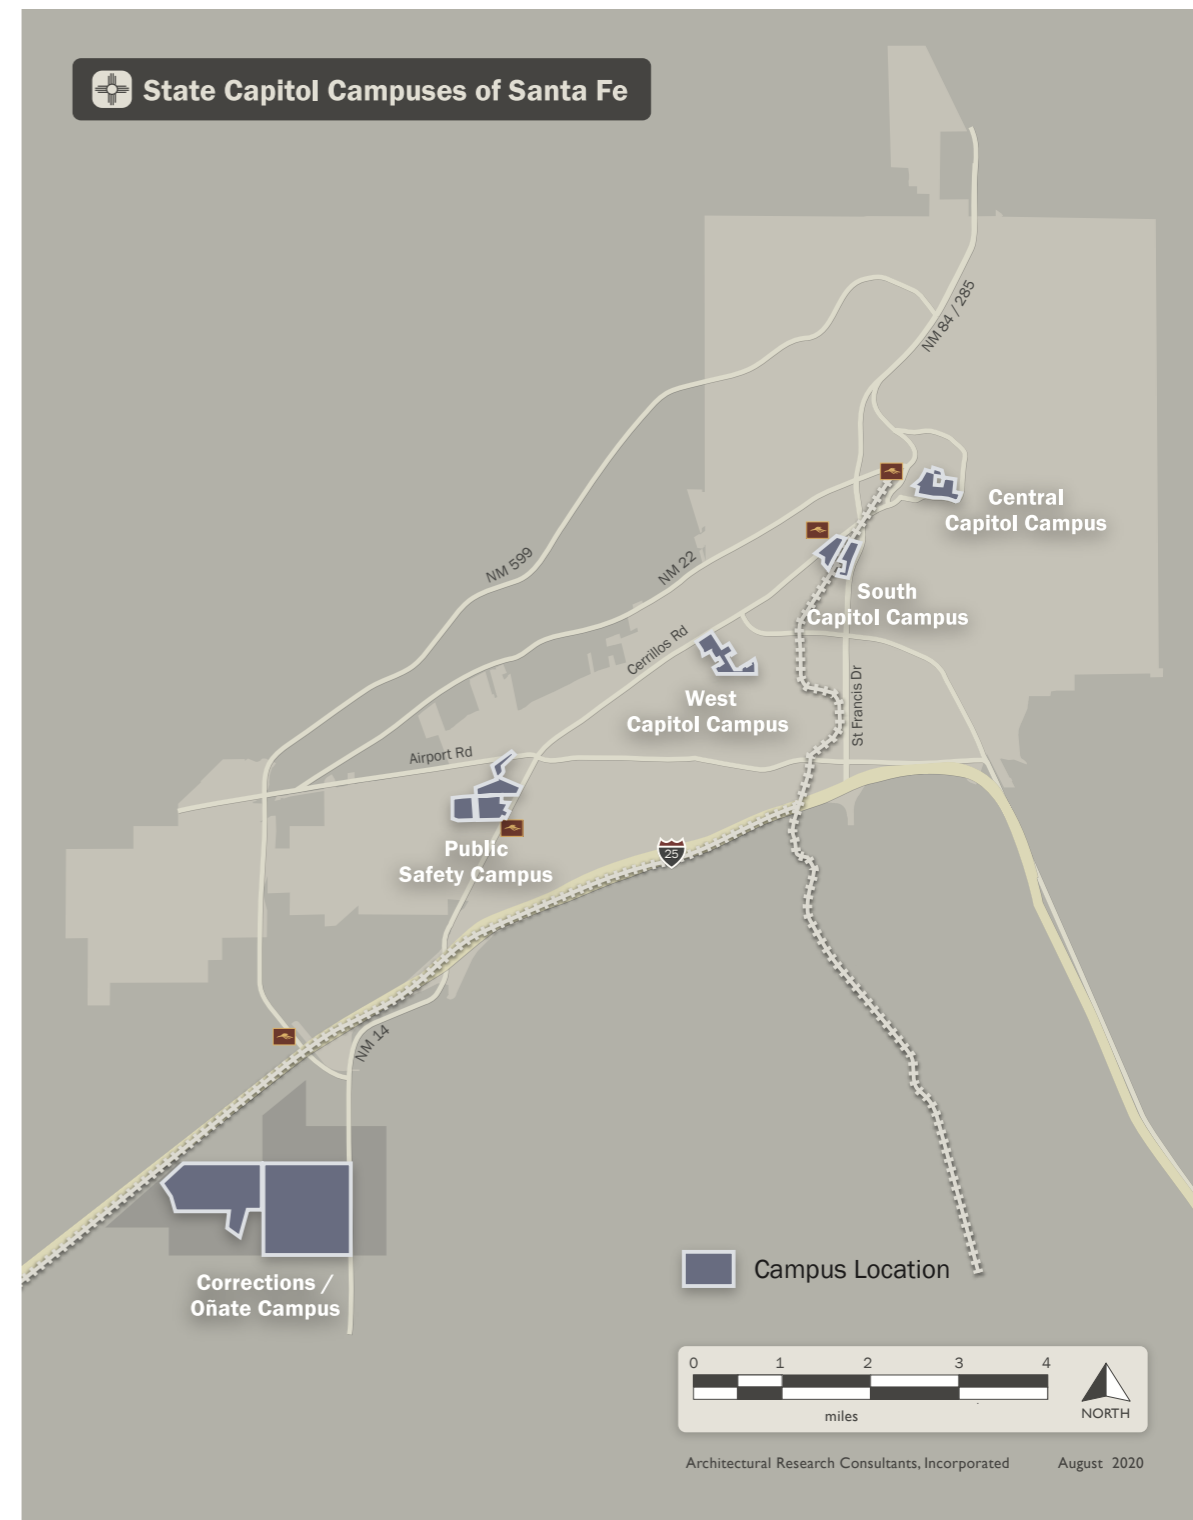 State Capitol Campuses of Santa Fe
NM 84 / 285
Central
Capitol Campus
NM 599
NM 22
South
Capitol Campus
Cerrillos Rd
West
Capitol Campus
St Francis Dr
Airport Rd
Public
Safety Campus
25
NM 14
Corrections /
Oñate Campus
Campus Location
0 1 2 3 4
miles
NORTH
Architectural Research Consultants, Incorporated August 2020